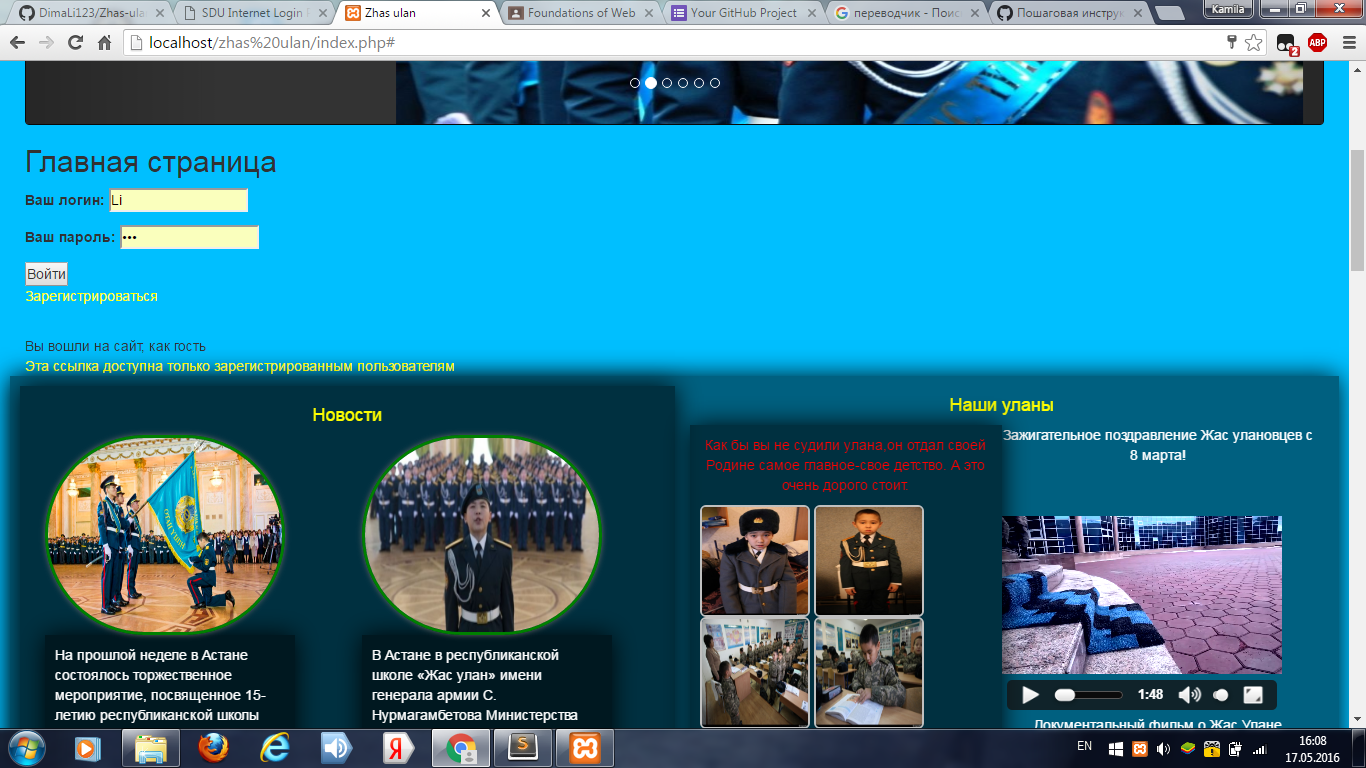 DimaLi123/Zhas-ula
SDU Internet Login
Zhas ulan
Foundations of Web
Your GitHub Project
переводчик - Поис
Пошаговая инструк
Kamila
localhost/zhas%20ulan/index.php#
ABP
2
Главная страница
Ваш логин: Li
Ваш пароль: •••
Войти
Зарегистрироваться
Вы вошли на сайт, как гость
Эта ссылка доступна только зарегистрированным пользователям
Новости
На прошлой неделе в Астане
состоялось торжественное
мероприятие, посвященное 15-
летию республиканской школы
В Астане в республиканской
школе «Жас улан» имени
генерала армии С.
Нурмагамбетова Министерства
Наши уланы
Как бы вы не судили улана,он отдал своей
Родине самое главное-свое детство. А это
очень дорого стоит.
Зажигательное поздравление Жас улановцев с
8 марта!
1:48
Документальный фильм о Жас Улане
EN
16:08
17.05.2016